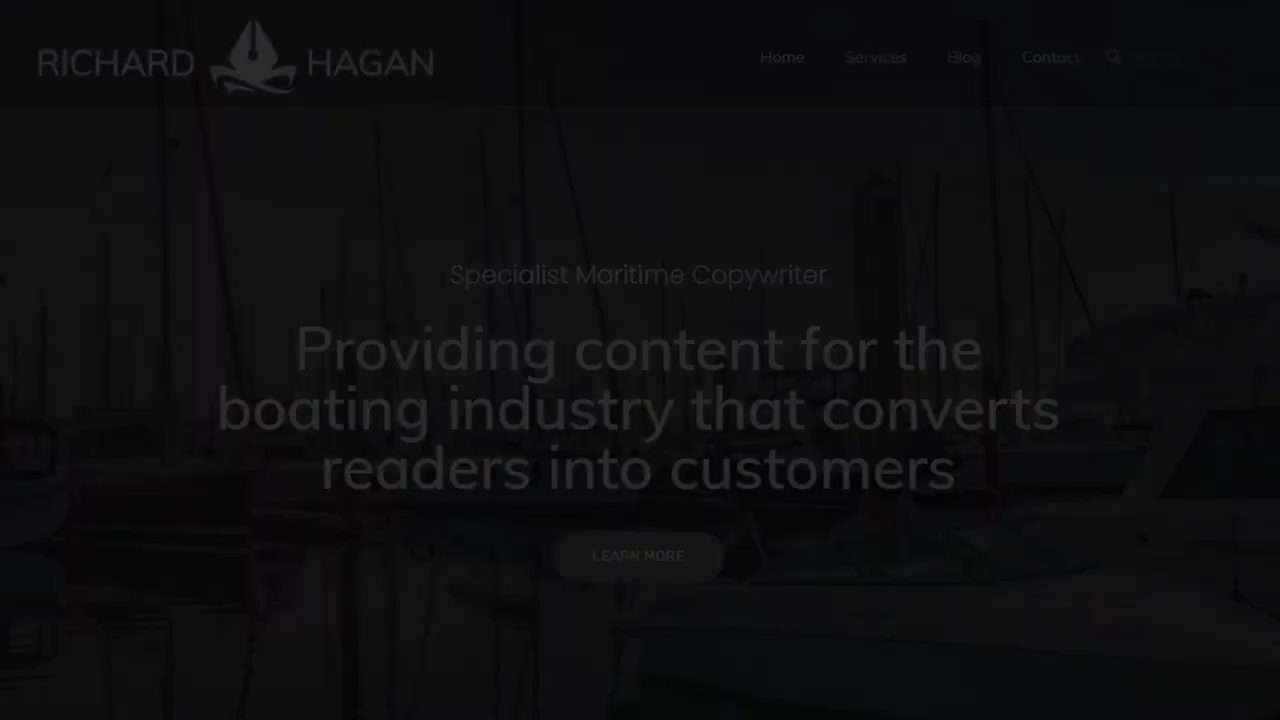 RICHARD HAGAN
Home Services Blog Contact
Specialist Maritime Copywriter
Providing content for the
boating industry that converts
readers into customers
LEARN MORE